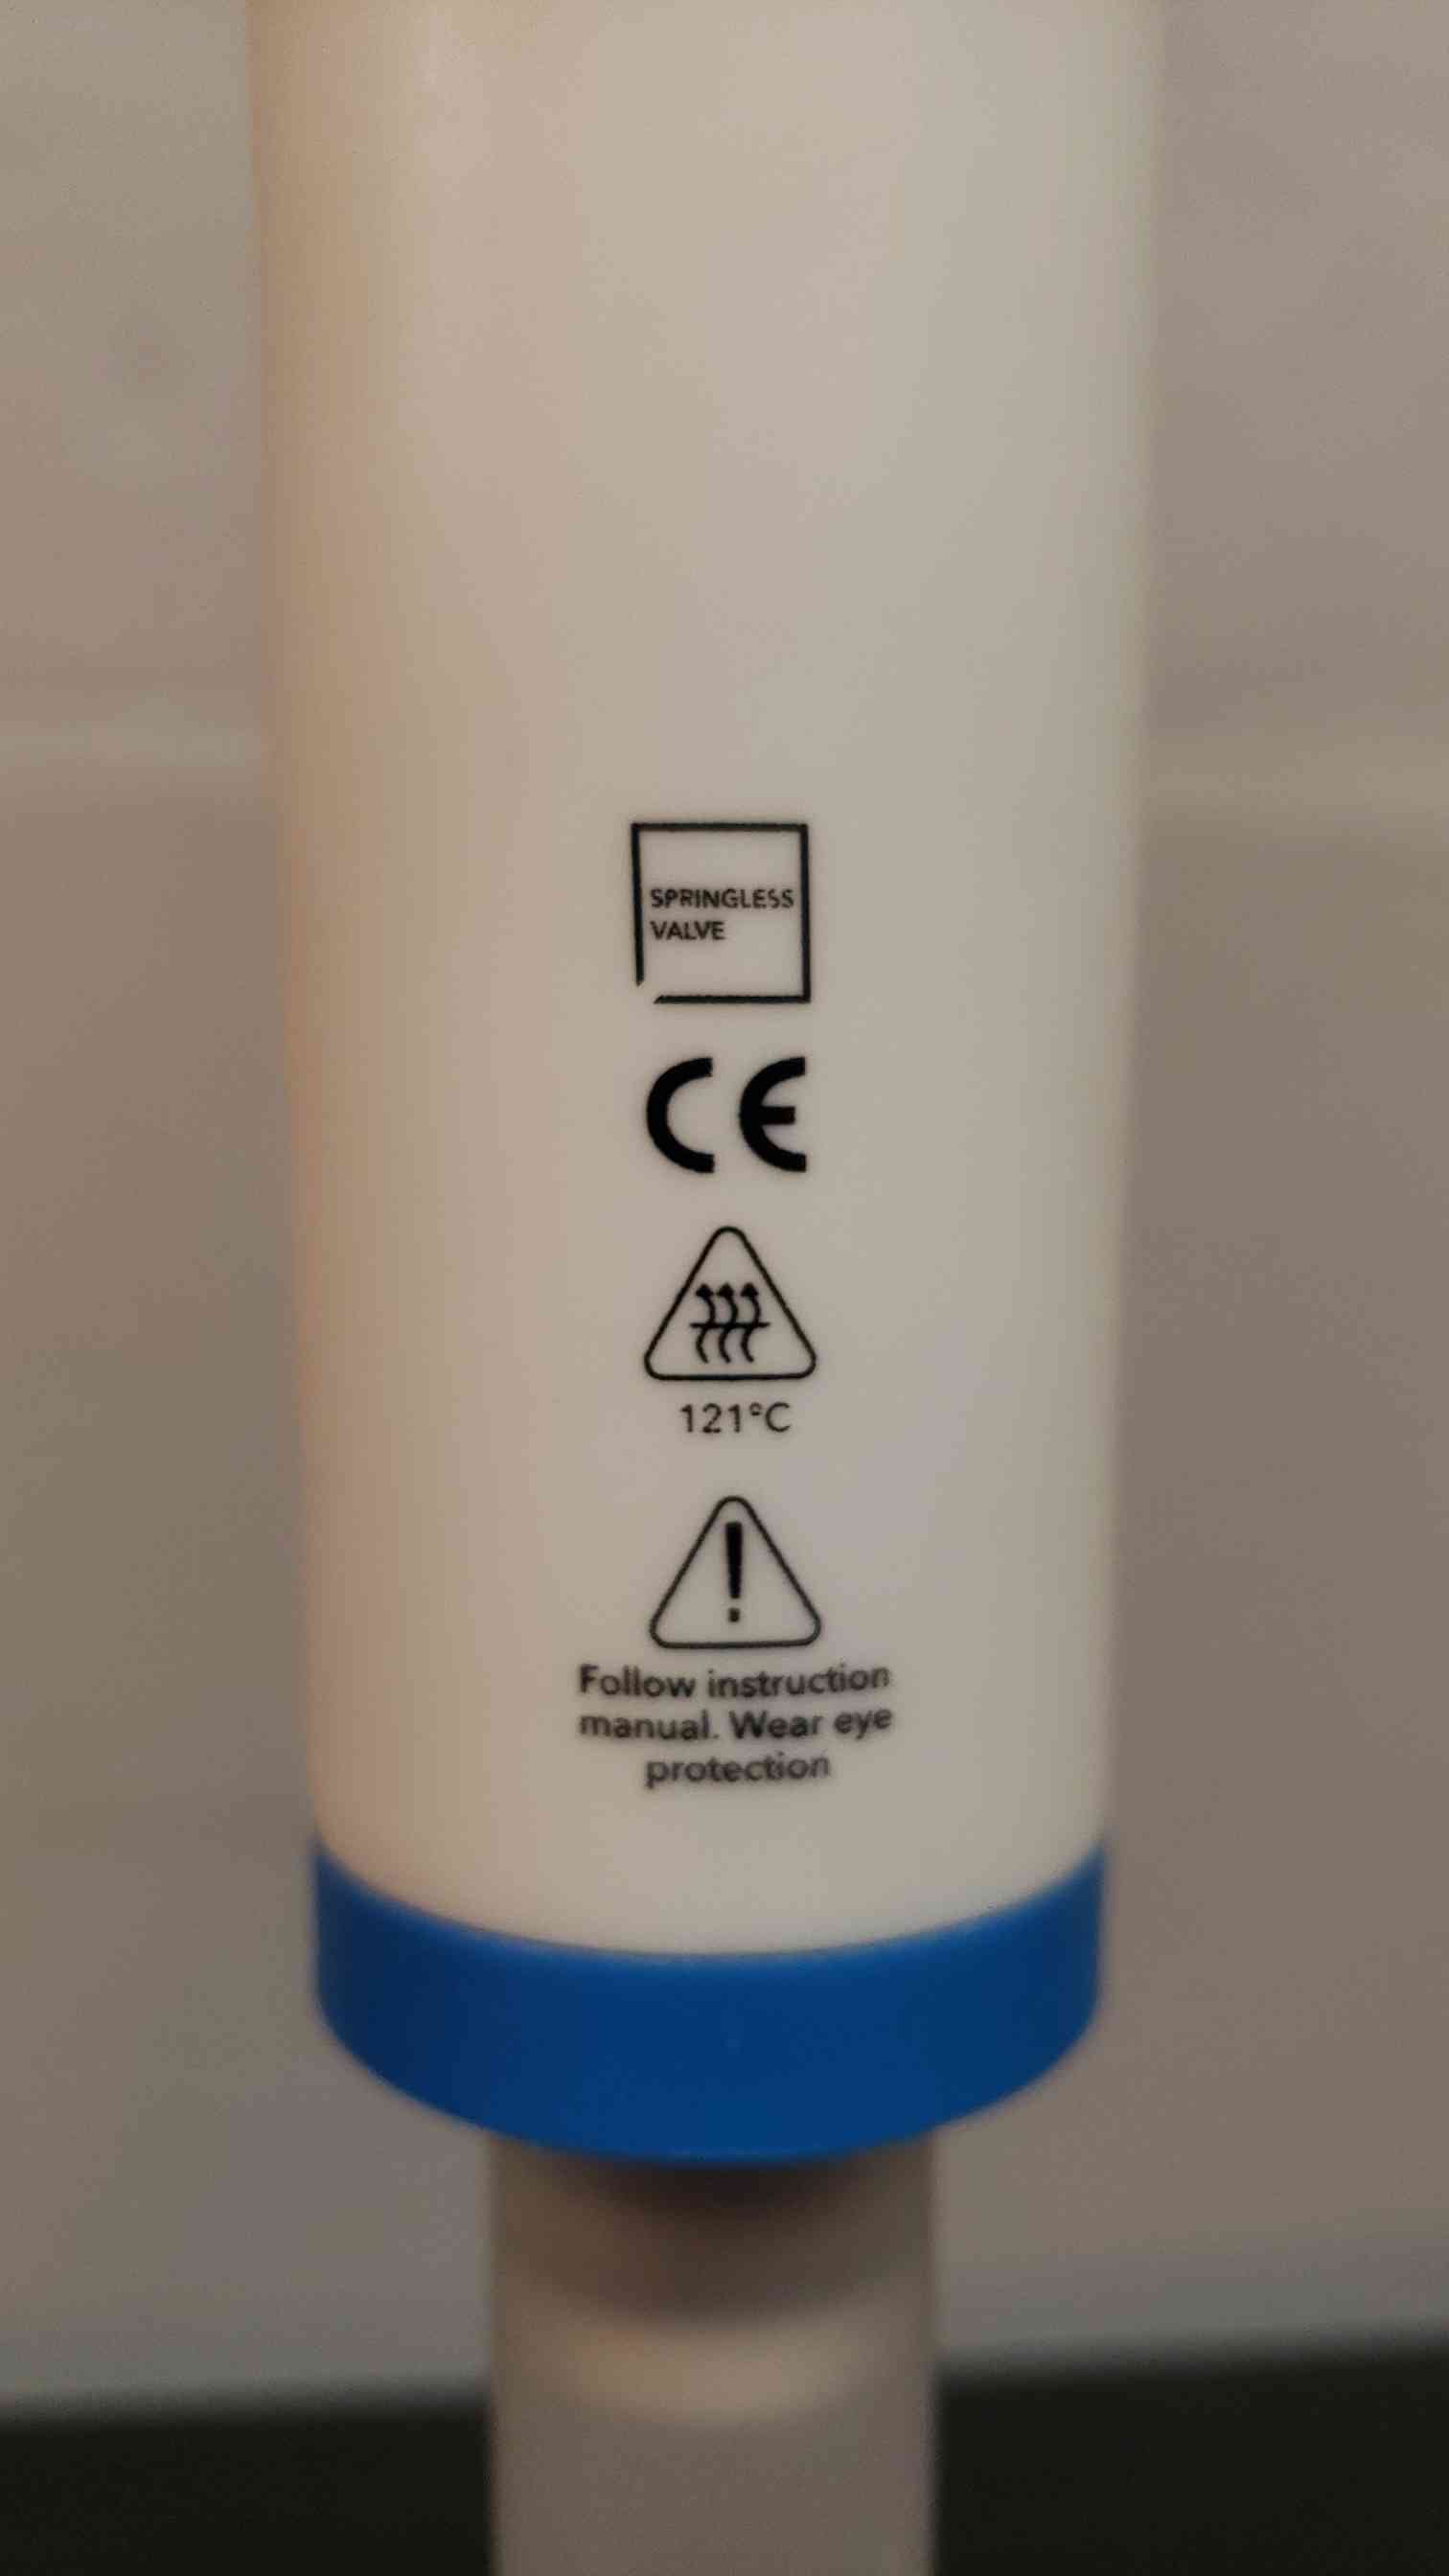 SPRINGLESS
VALVE
CE
121°C
!
Follow instruction
manual. Wear eye
protection